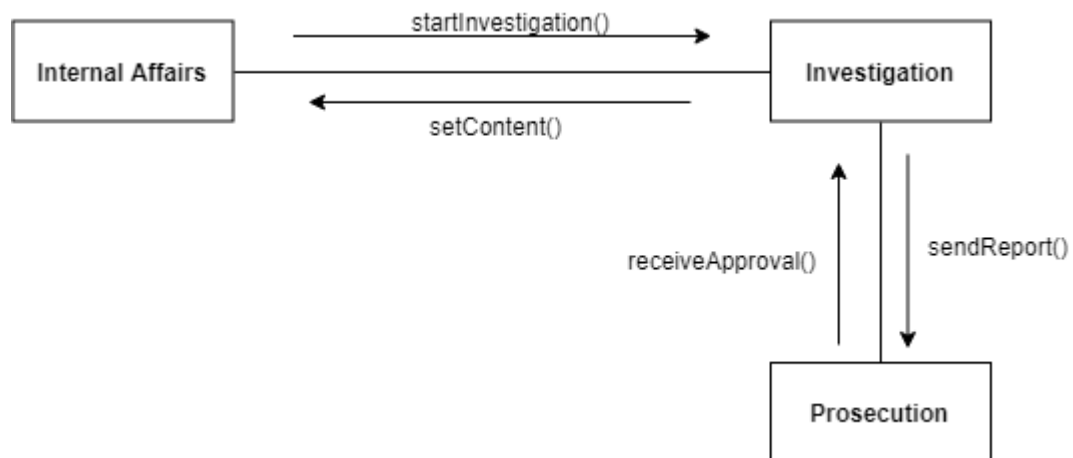 startInvestigation()
Internal Affairs
Investigation
setContent()
receiveApproval()
sendReport()
Prosecution